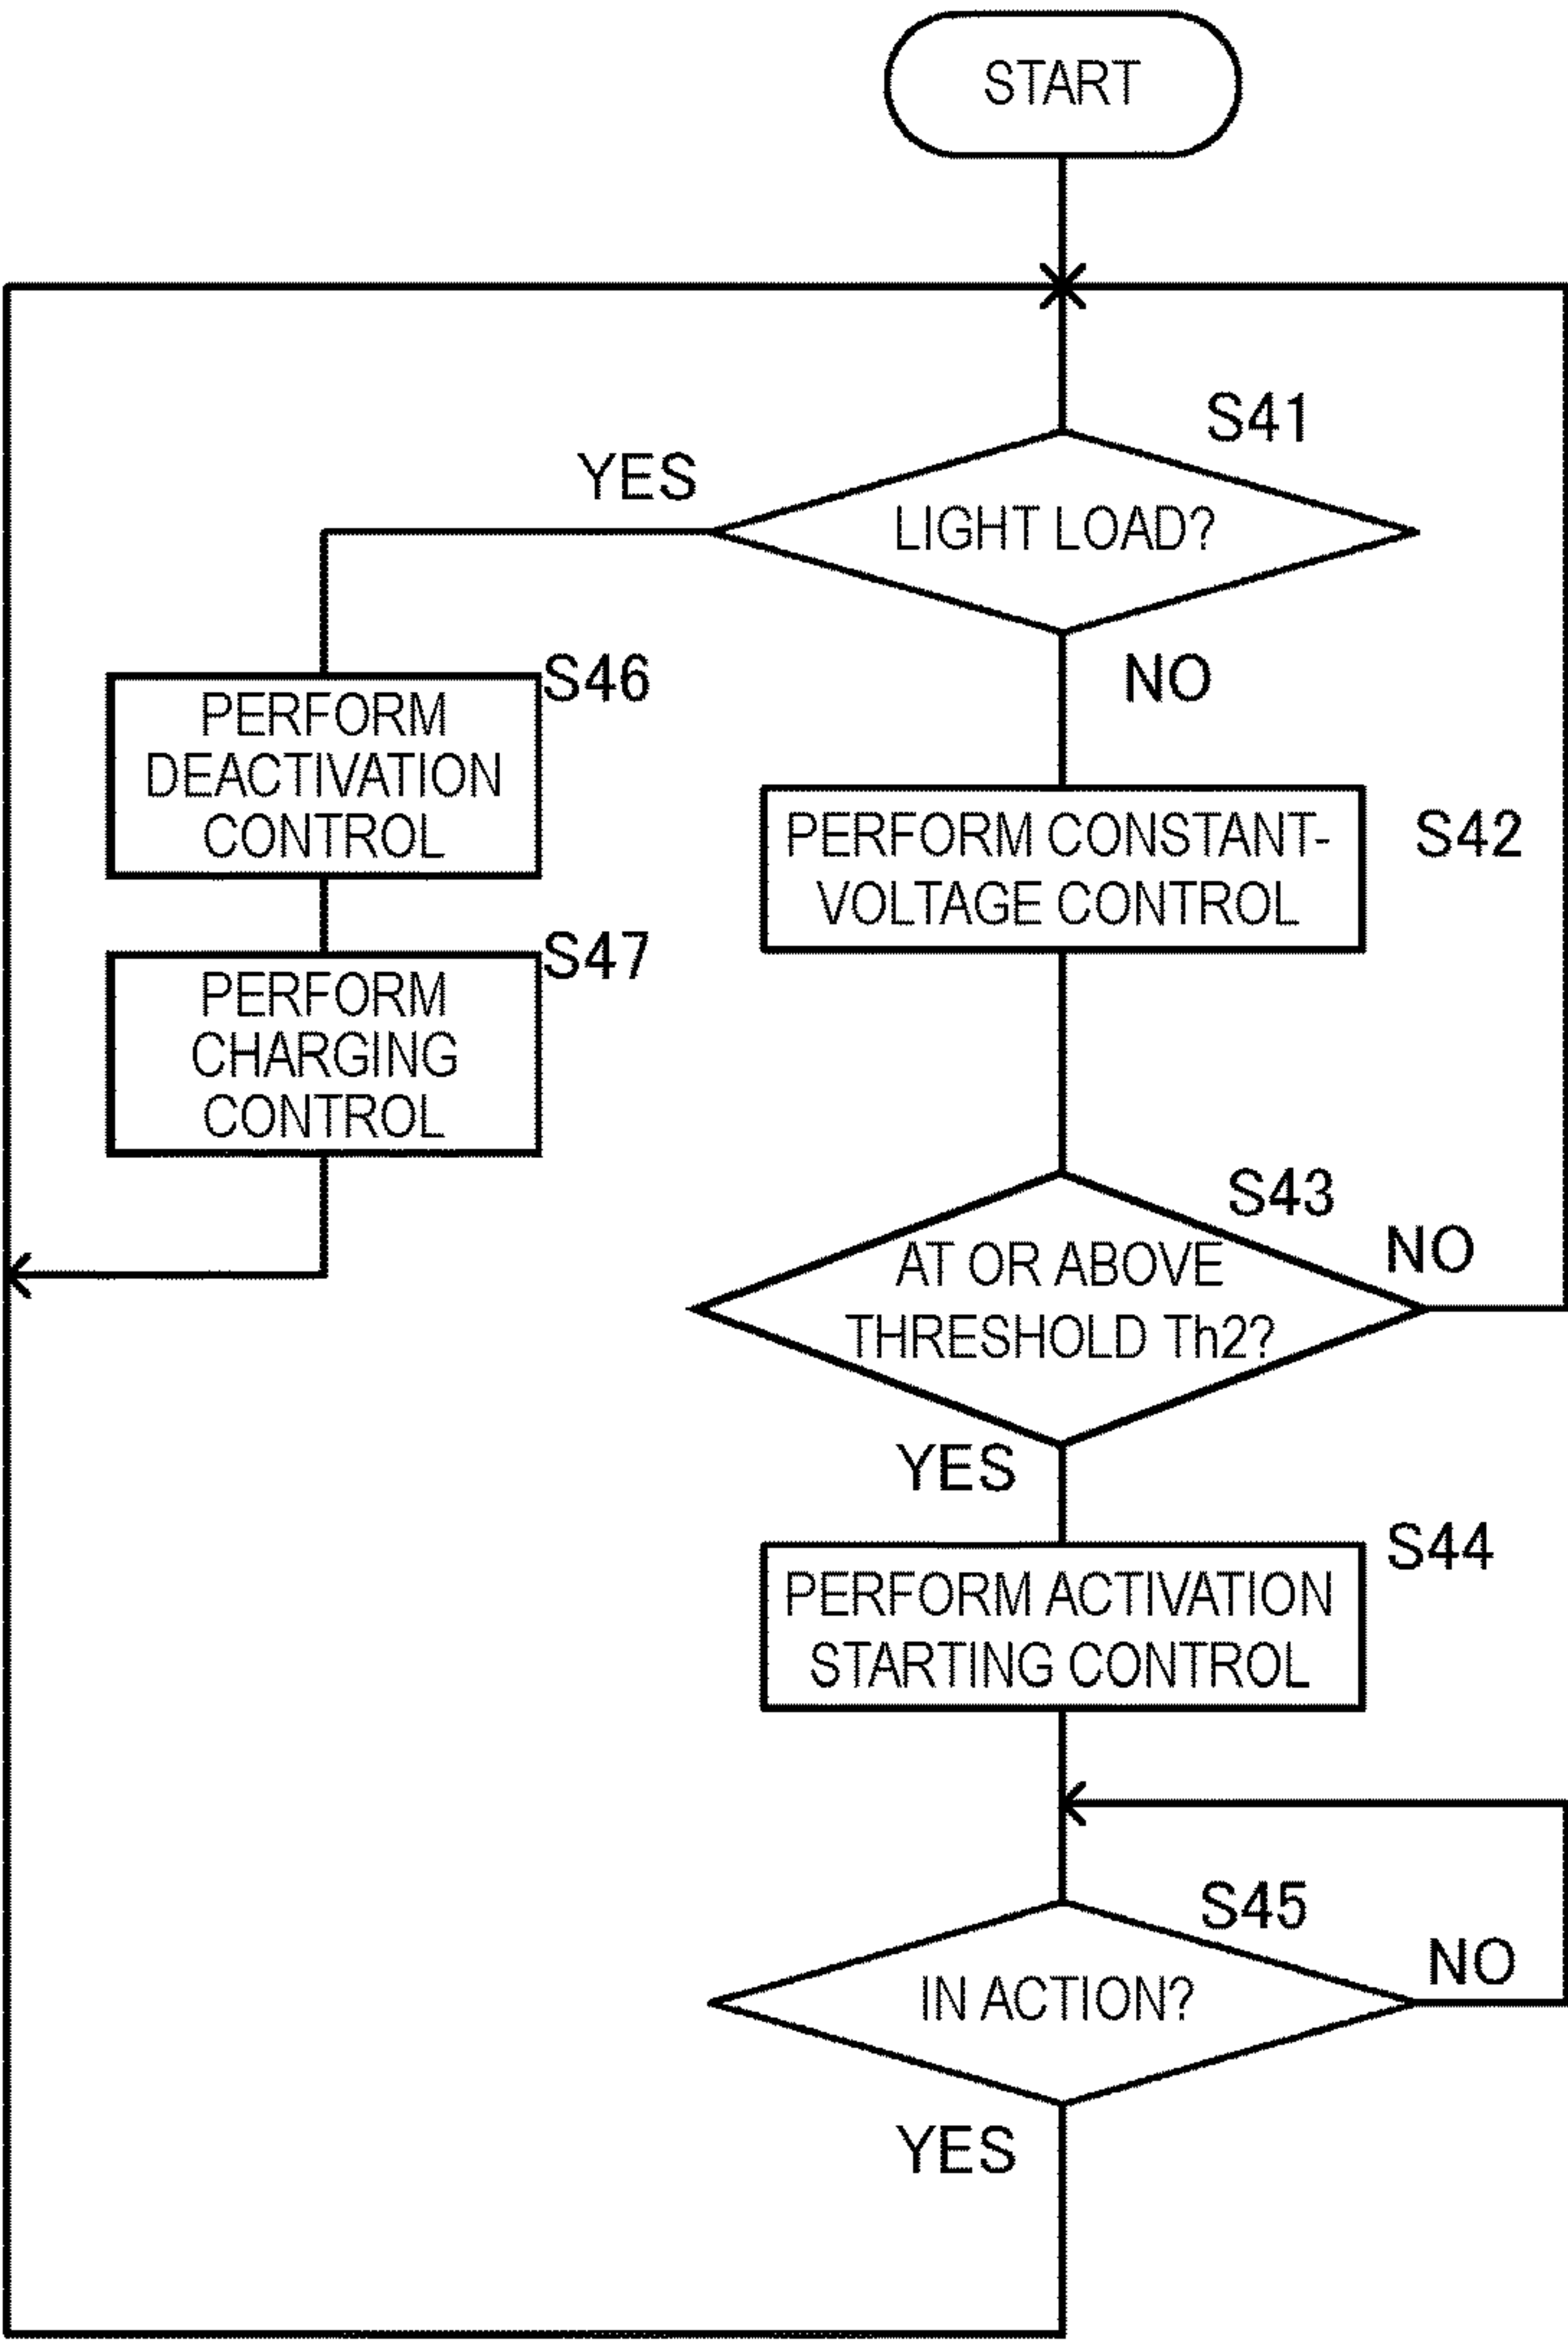 START
S41
YES
LIGHT LOAD?
NO
S46
PERFORM
DEACTIVATION
CONTROL
S42
PERFORM CONSTANT-
VOLTAGE CONTROL
S47
PERFORM
CHARGING
CONTROL
S43
NO
AT OR ABOVE
THRESHOLD Th2?
YES
S44
PERFORM ACTIVATION
STARTING CONTROL
S45
NO
IN ACTION?
YES